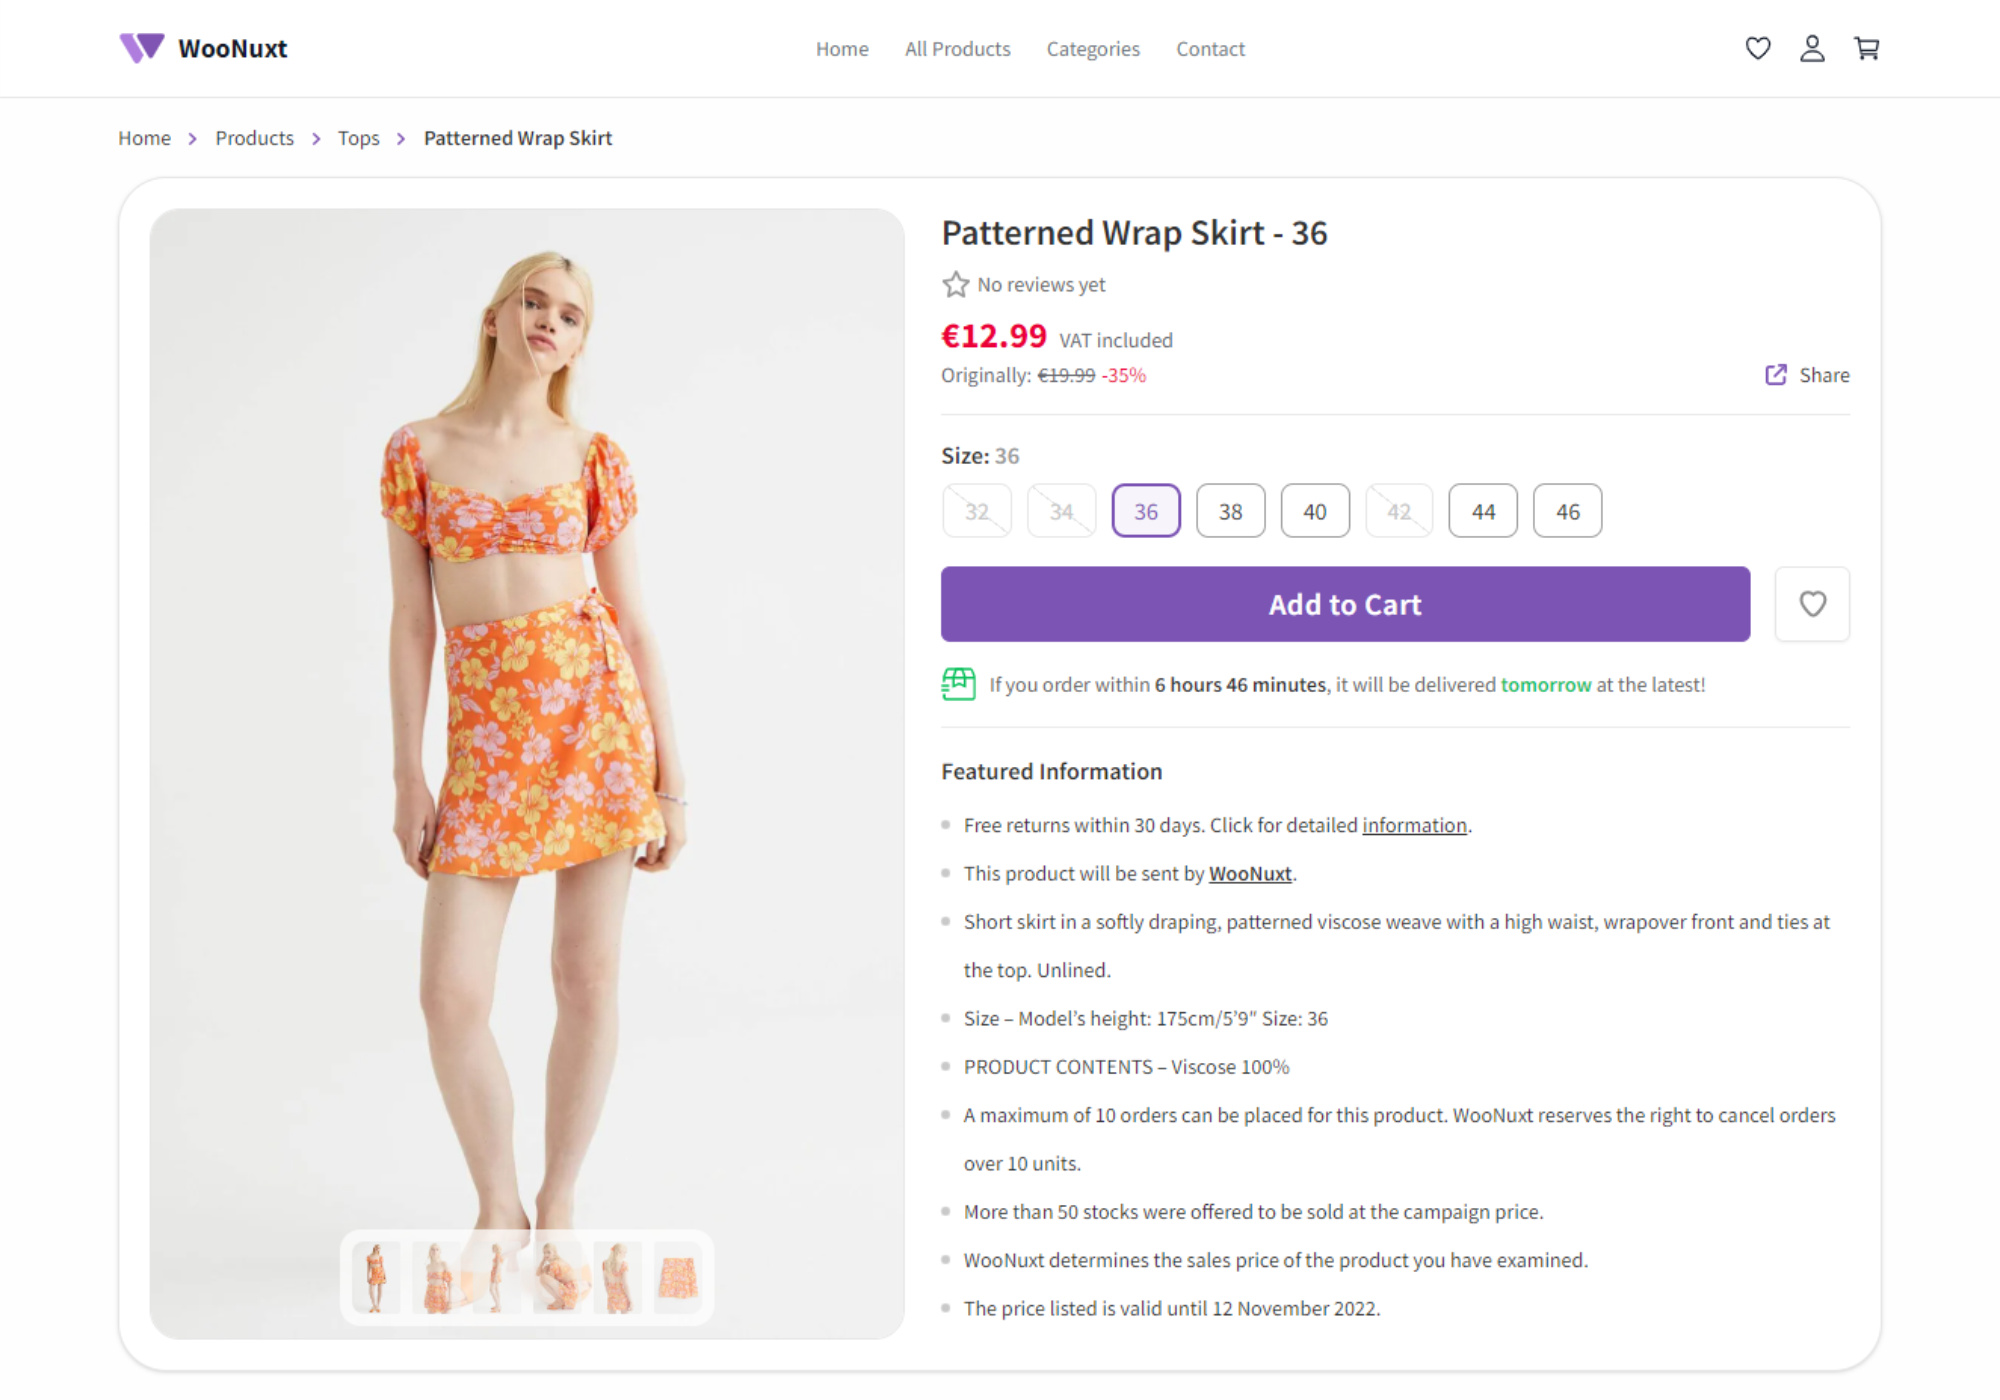 WooNuxt
Home All Products Categories Contact
Home Products Tops Patterned Wrap Skirt
Patterned Wrap Skirt - 36
No reviews yet
€12.99 VAT included
Originally: €19.99 -35%
Share
Size: 36
32 34 36 38 40 42 44 46
Add to Cart
If you order within 6 hours 46 minutes, it will be delivered tomorrow at the latest!
Featured Information
Free returns within 30 days. Click for detailed information.
This product will be sent by WooNuxt.
Short skirt in a softly draping, patterned viscose weave with a high waist, wrapover front and ties at
the top. Unlined.
Size – Model’s height: 175cm/5’9″ Size: 36
PRODUCT CONTENTS – Viscose 100%
A maximum of 10 orders can be placed for this product. WooNuxt reserves the right to cancel orders
over 10 units.
More than 50 stocks were offered to be sold at the campaign price.
WooNuxt determines the sales price of the product you have examined.
The price listed is valid until 12 November 2022.